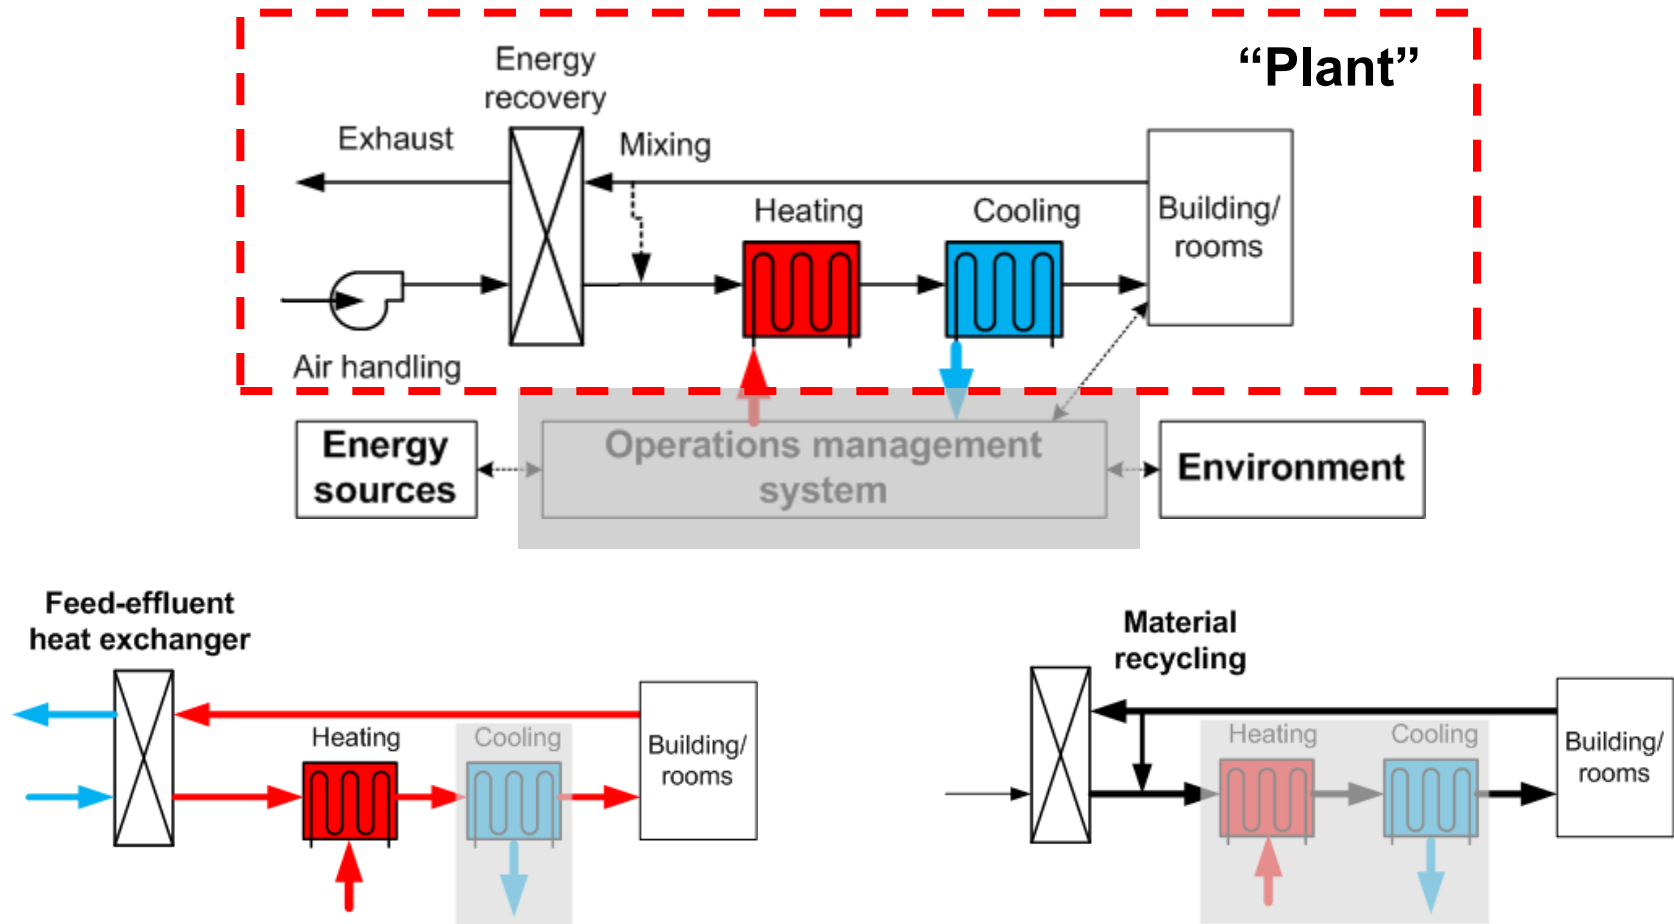 “Plant”
Energy
recovery
Exhaust
Mixing
Heating
Cooling
Building/
rooms
Air handling
Energy
sources
Operations management
system
Environment
Feed-effluent
heat exchanger
Heating
Cooling
Building/
rooms
Material
recycling
Heating
Cooling
Building/
rooms